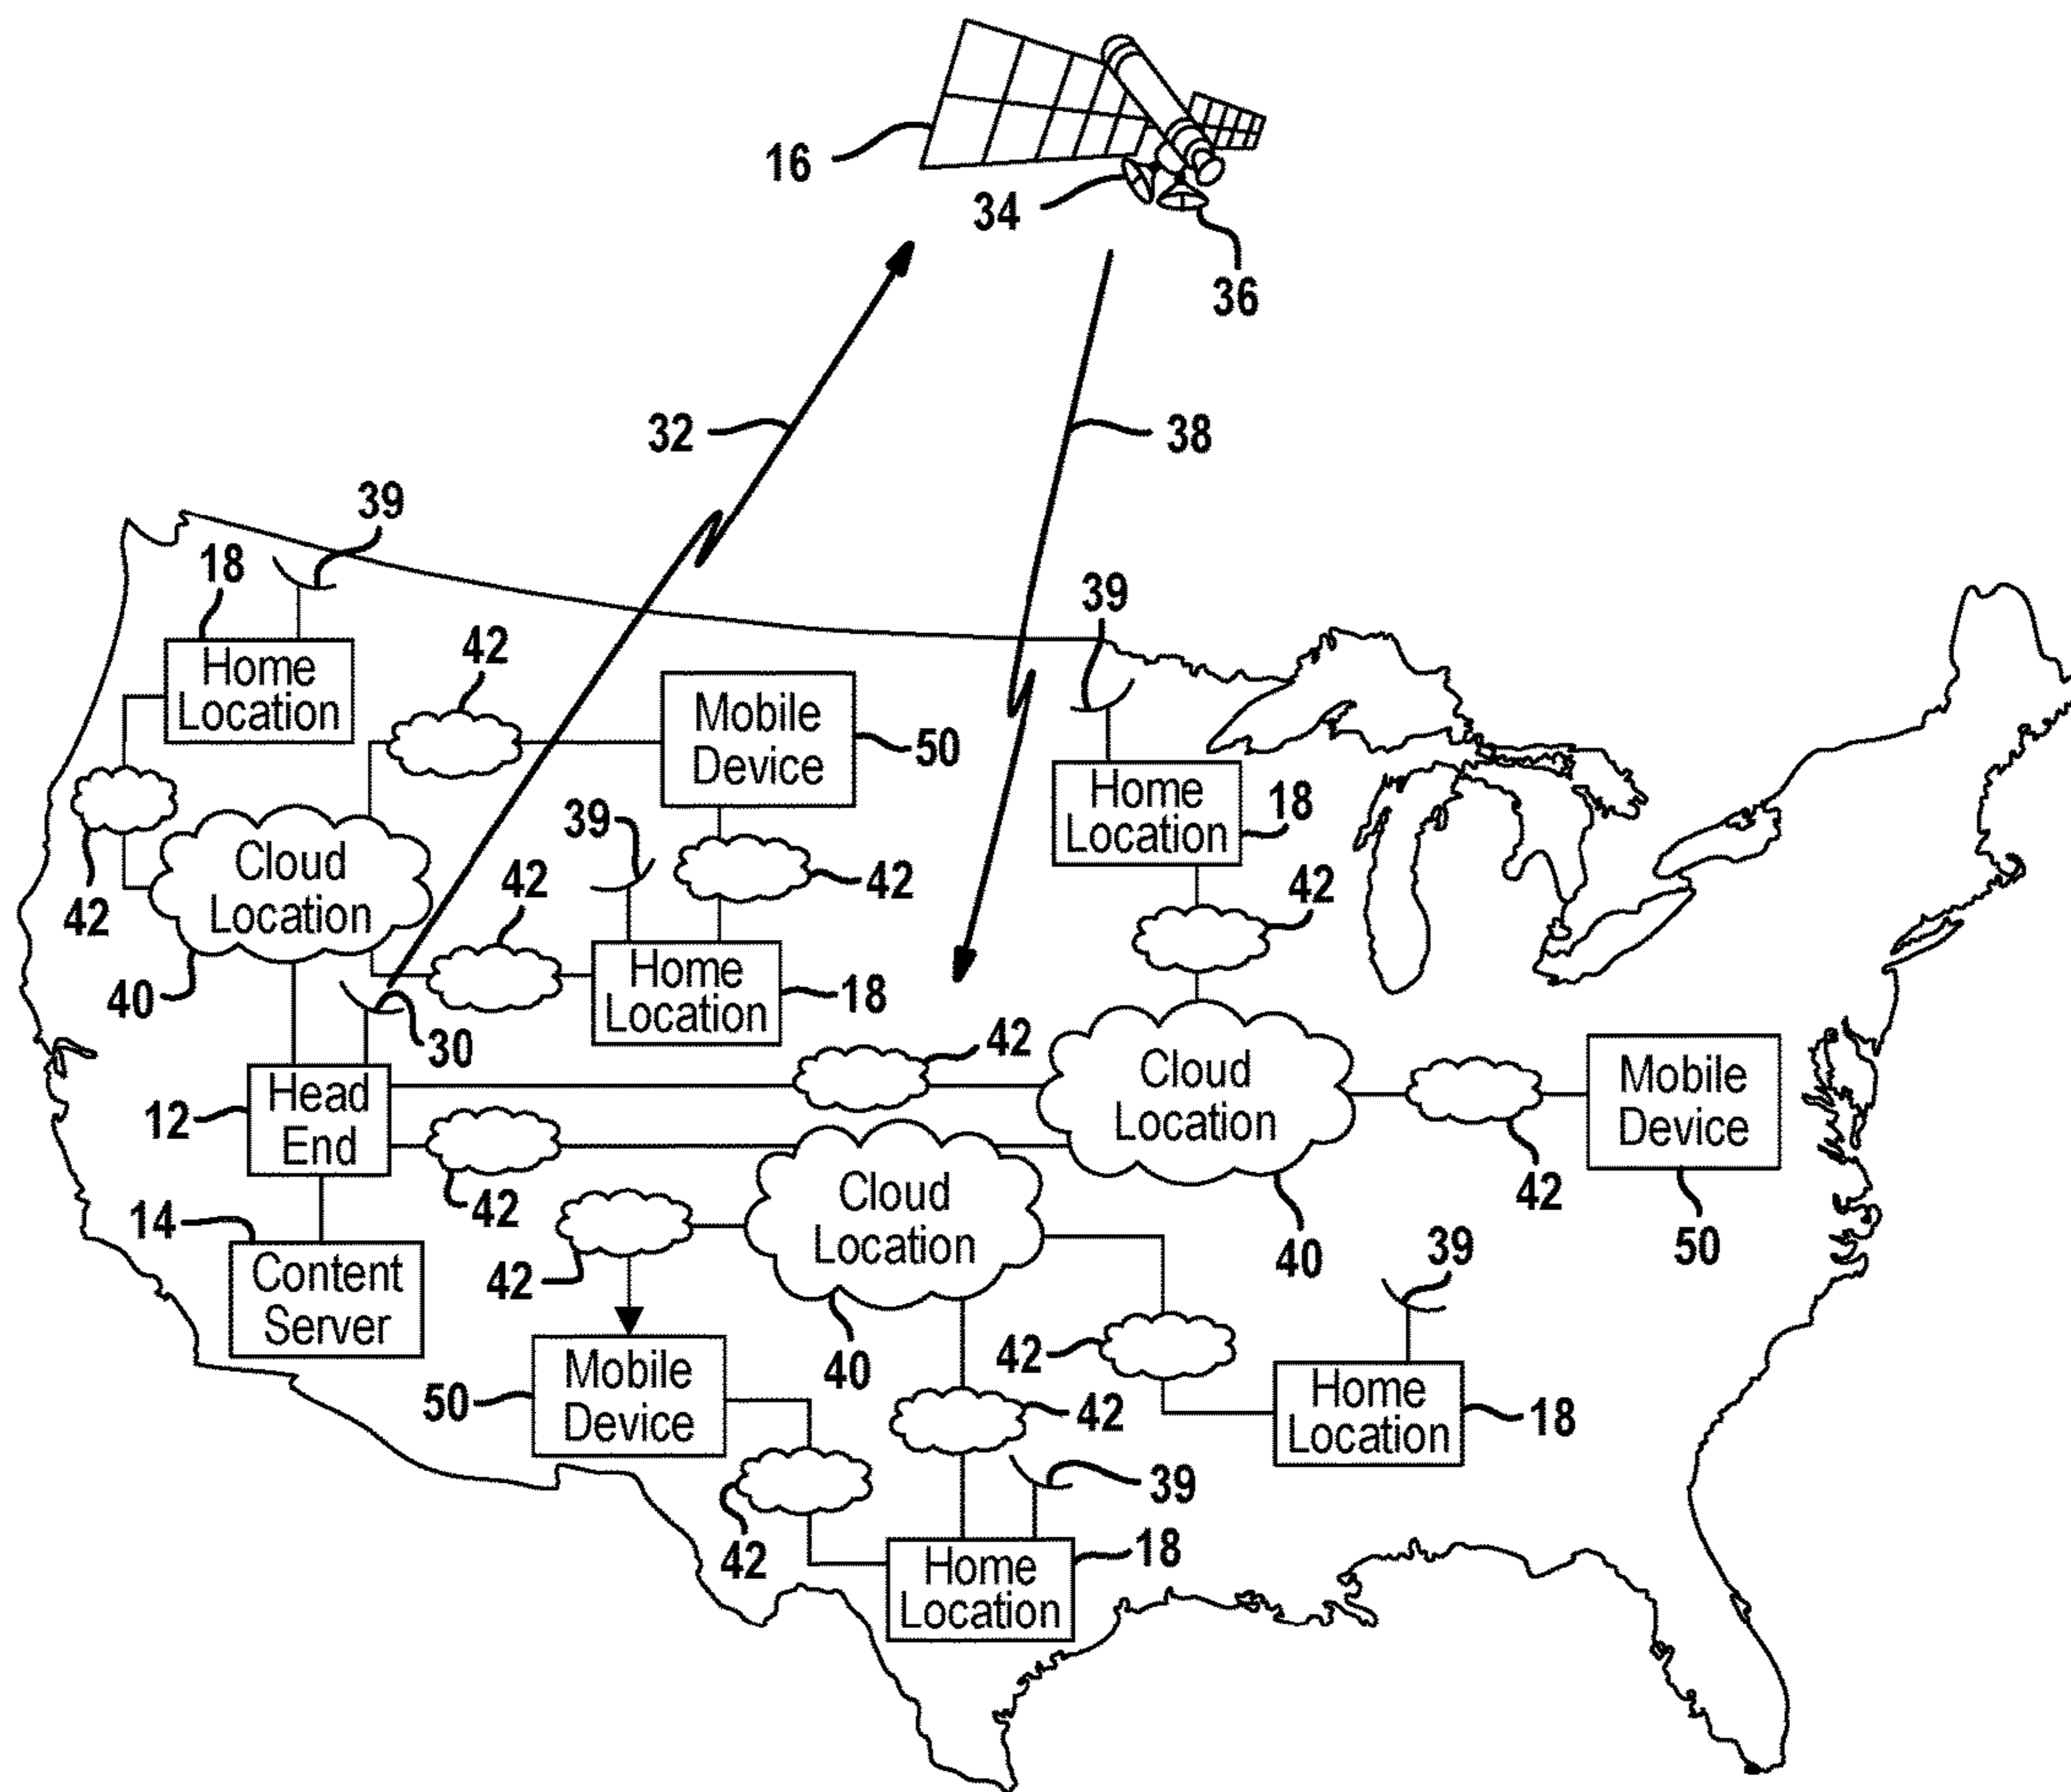 16
34
36
32
38
39
18
39
42
Home
Location
Mobile
Device
50
39
Home
Location
18
42
Cloud
Location
42
42
42
40
Home
Location
18
30
42
Cloud
Location
42
Mobile
Device
50
40
12
Head
End
42
42
Cloud
Location
40
14
Content
Server
42
39
50
Mobile
Device
42
42
Home
Location
18
39
42
Home
Location
18